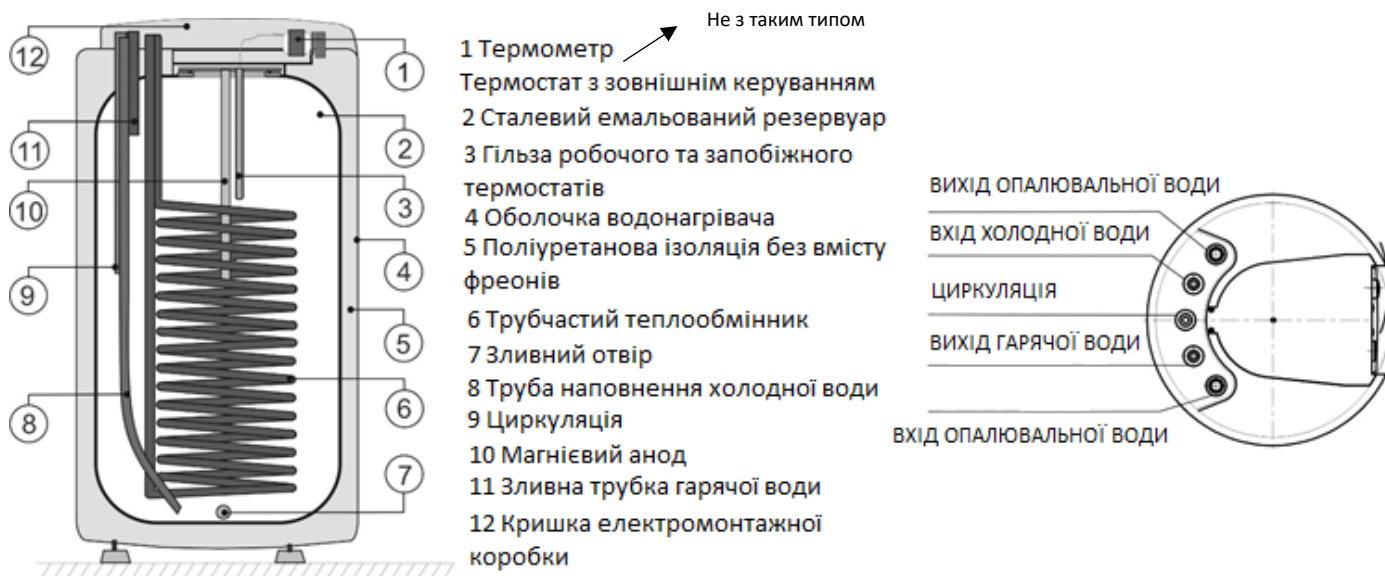 Не з таким типом
1 Термометр
Термостат з зовнішнім керуванням
2 Сталевий емальований резервуар
3 Гільза робочого та запобіжного
термостатів
4 Оболочка водонагрівача
5 Поліуретанова ізоляція без вмісту
фреонів
6 Трубчастий теплообмінник
7 Зливний отвір
8 Труба наповнення холодної води
9 Циркуляція
10 Магнієвий анод
11 Зливна трубка гарячої води
12 Кришка електромонтажної
коробки
12
11
10
9
8
1
2
3
4
5
6
7
ВИХІД ОПАЛЮВАЛЬНОЇ ВОДИ
ВХІД ХОЛОДНОЇ ВОДИ
ЦИРКУЛЯЦІЯ
ВИХІД ГАРЯЧОЇ ВОДИ
ВХІД ОПАЛЮВАЛЬНОЇ ВОДИ